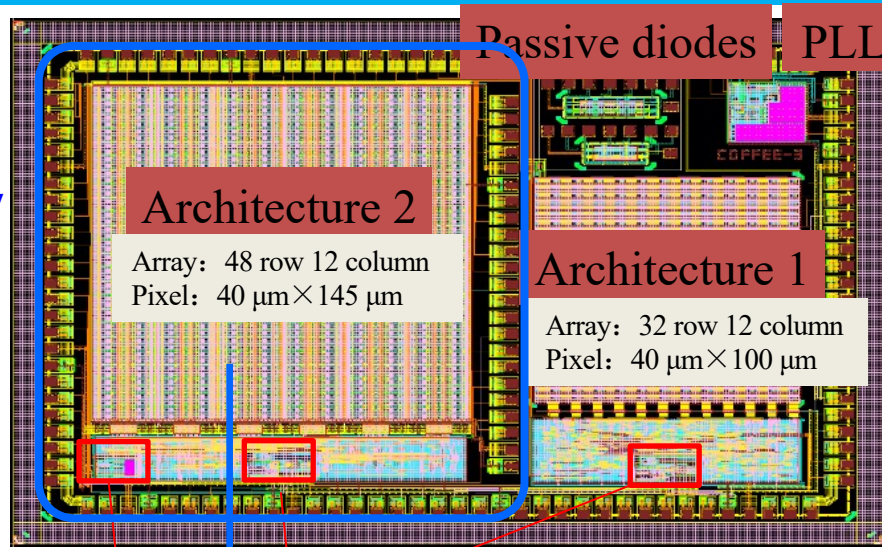 Passive diodes
PLL
COFFEE-3
Architecture 2
Array：48 row 12 column
Pixel：40 μm×145 μm
Architecture 1
Array：32 row 12 column
Pixel：40 μm×100 μm